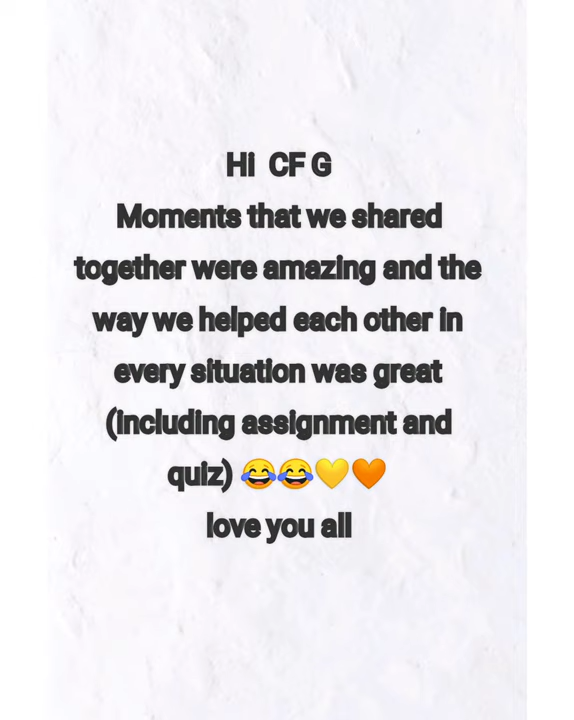 Hi CF G
Moments that we shared
together were amazing and the
way we helped each other in
every situation was great
(including assignment and
quiz) 😂😂💛🧡
love you all